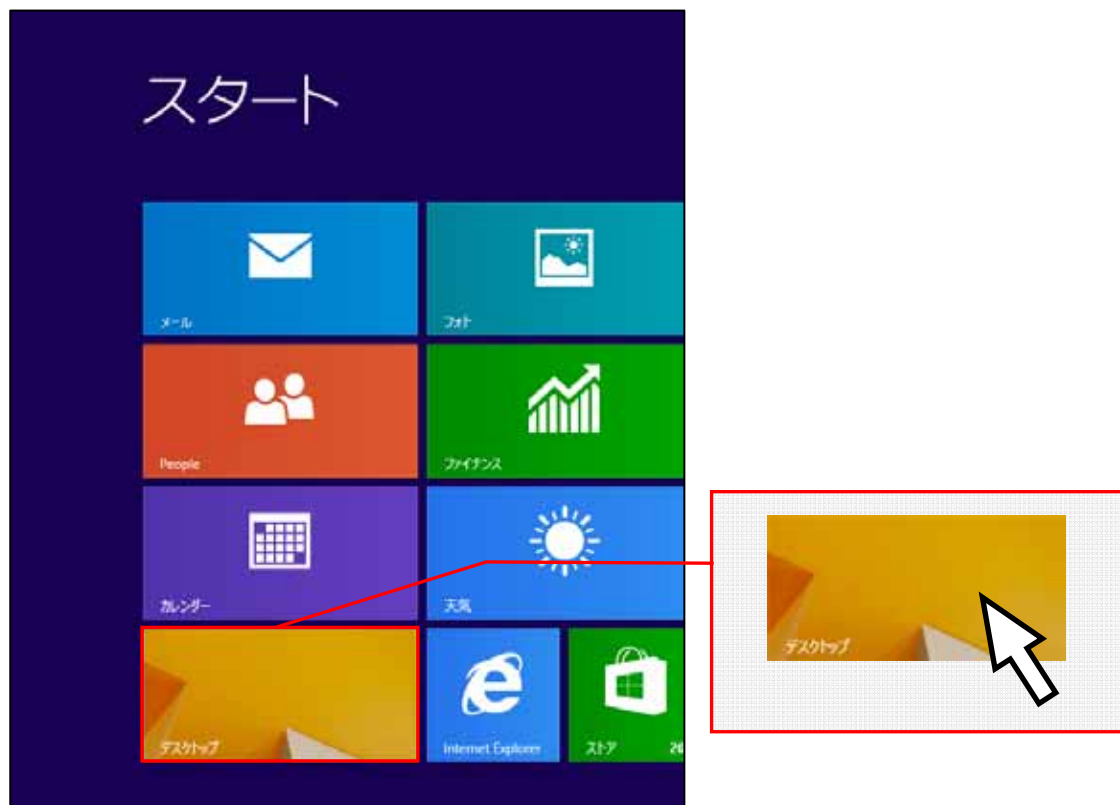 スタート
メール
フォト
People
ファイナンス
カレンダー
天気
デスクトップ
Internet Explorer
ストア
20
デスクトップ